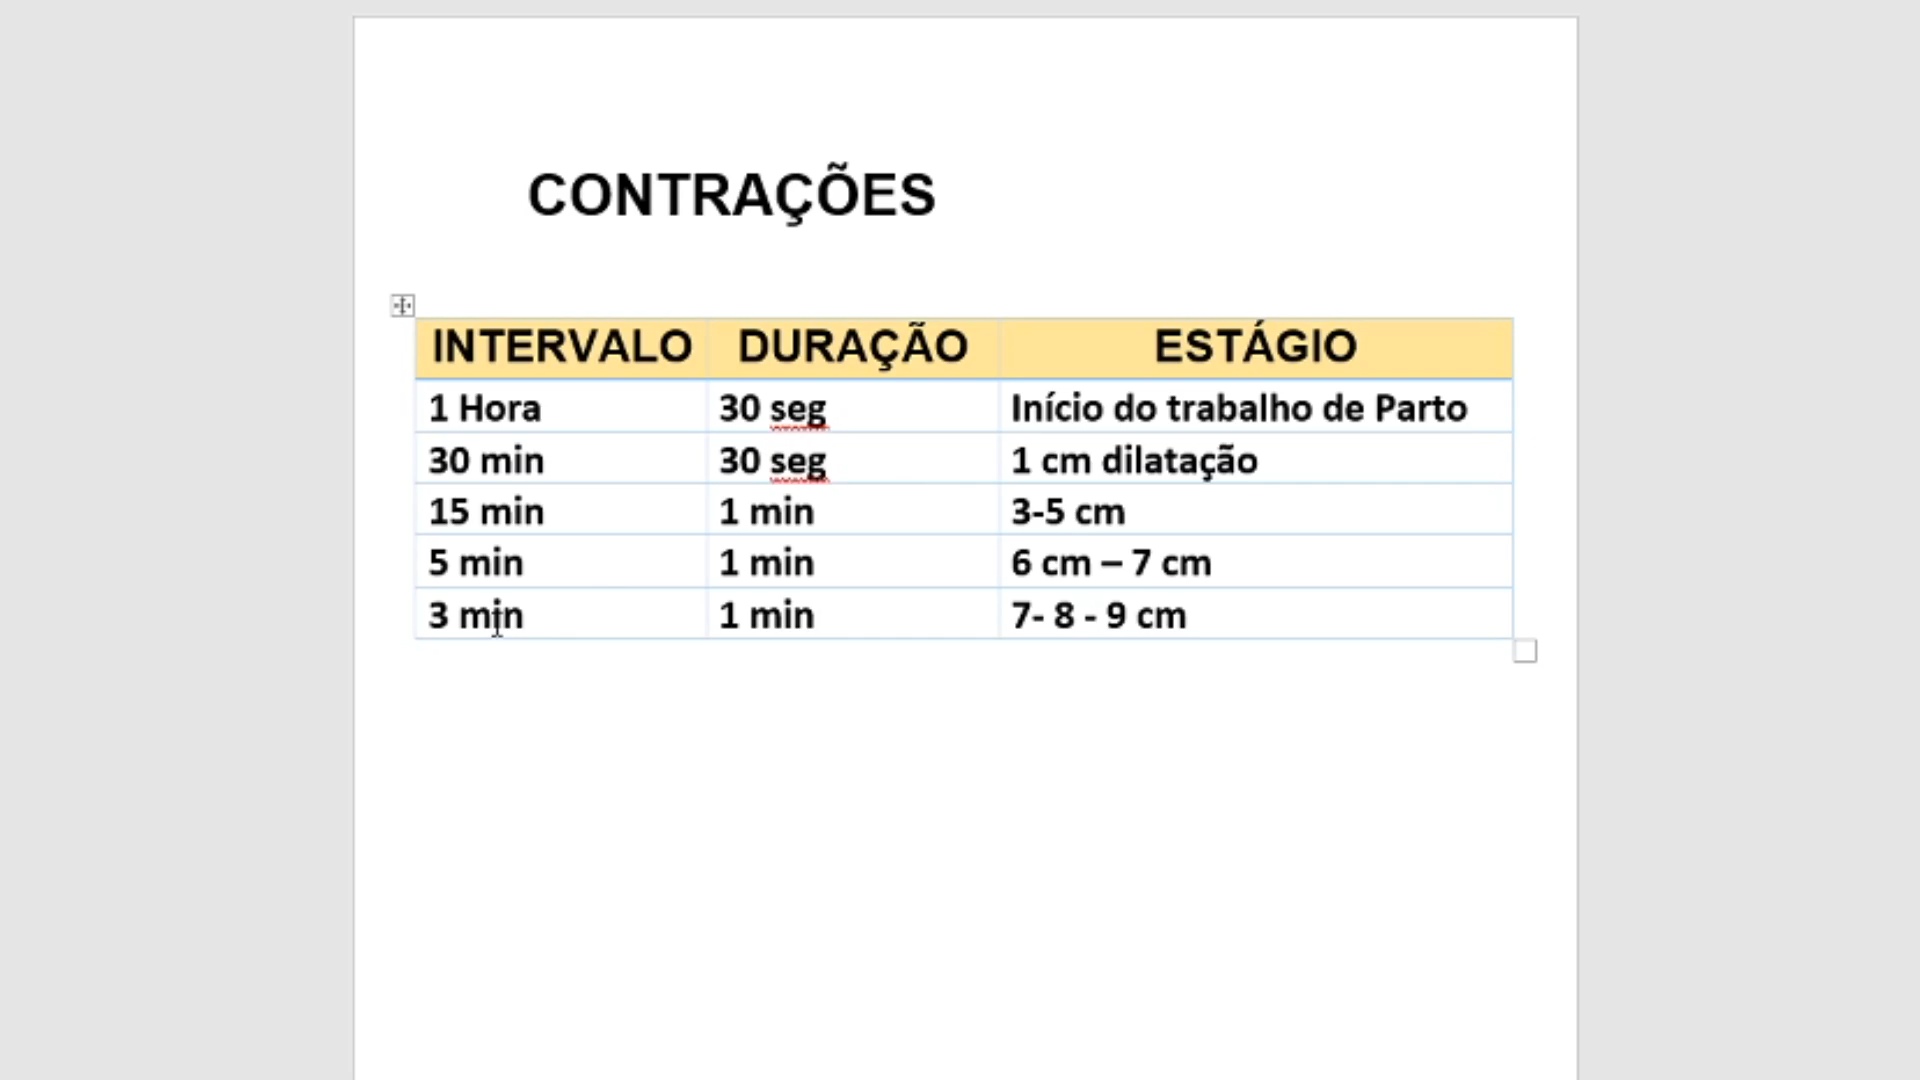 CONTRAÇÕES
INTERVALO DURAÇÃO ESTÁGIO
1 Hora 30 seg Início do trabalho de Parto
30 min 30 seg 1 cm dilatação
15 min 1 min 3-5 cm
5 min 1 min 6 cm – 7 cm
3 min 1 min 7- 8 - 9 cm